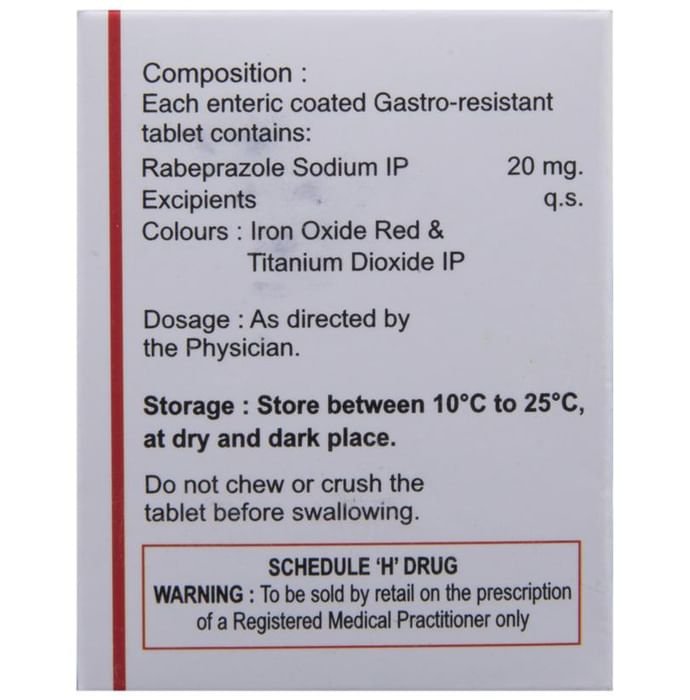 Composition :
Each enteric coated Gastro-resistant
tablet contains:
Rabeprazole Sodium IP 20 mg.
Excipients q.s.
Colours : Iron Oxide Red &
Titanium Dioxide IP
Dosage : As directed by
the Physician.
Storage : Store between 10°C to 25°C,
at dry and dark place.
Do not chew or crush the
tablet before swallowing.
SCHEDULE ‘H’ DRUG
WARNING : To be sold by retail on the prescription
of a Registered Medical Practitioner only